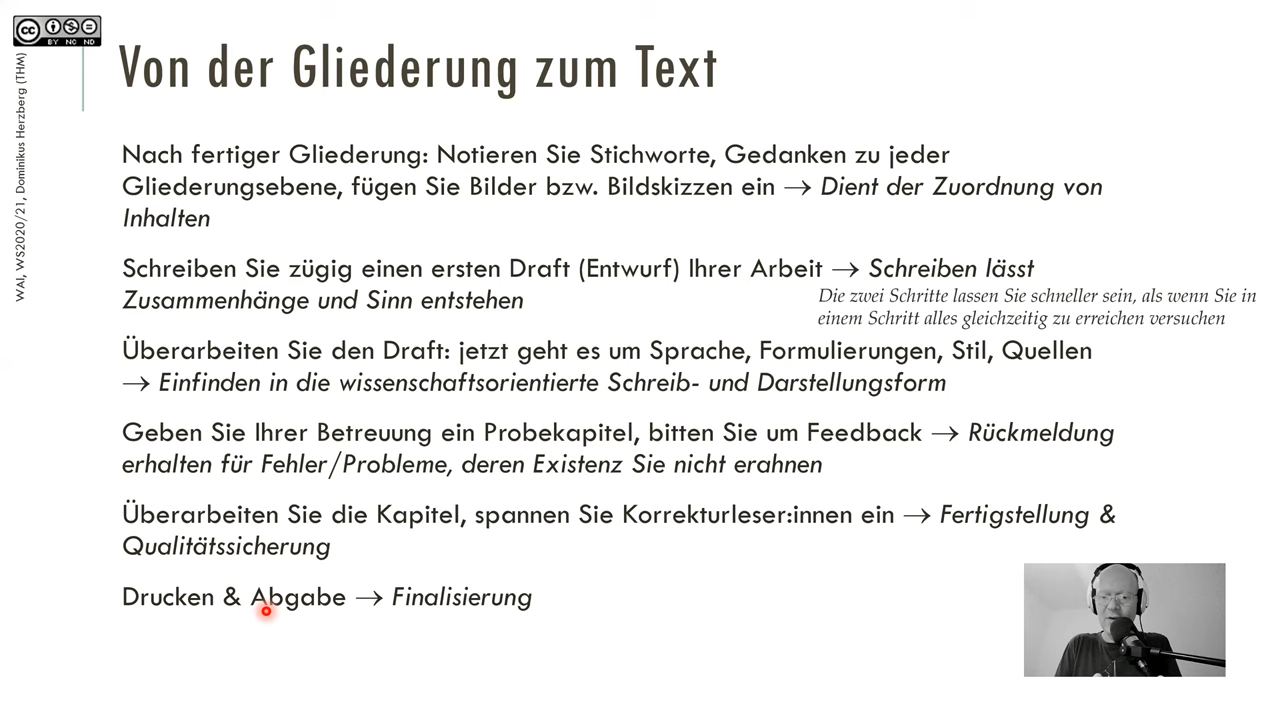 cc
BY NC ND
WAI, WS2020/21, Dominikus Herzberg (THM)
Von der Gliederung zum Text
Nach fertiger Gliederung: Notieren Sie Stichworte, Gedanken zu jeder
Gliederungsebene, fügen Sie Bilder bzw. Bildskizzen ein → Dient der Zuordnung von
Inhalten
Schreiben Sie zügig einen ersten Draft (Entwurf) Ihrer Arbeit → Schreiben lässt
Zusammenhänge und Sinn entstehen
Die zwei Schritte lassen Sie schneller sein, als wenn Sie in
einem Schritt alles gleichzeitig zu erreichen versuchen
Überarbeiten Sie den Draft: jetzt geht es um Sprache, Formulierungen, Stil, Quellen
→ Einfinden in die wissenschaftsorientierte Schreib- und Darstellungsform
Geben Sie Ihrer Betreuung ein Probekapitel, bitten Sie um Feedback → Rückmeldung
erhalten für Fehler/Probleme, deren Existenz Sie nicht erahnen
Überarbeiten Sie die Kapitel, spannen Sie Korrekturleser:innen ein → Fertigstellung &
Qualitätssicherung
Drucken & Abgabe → Finalisierung